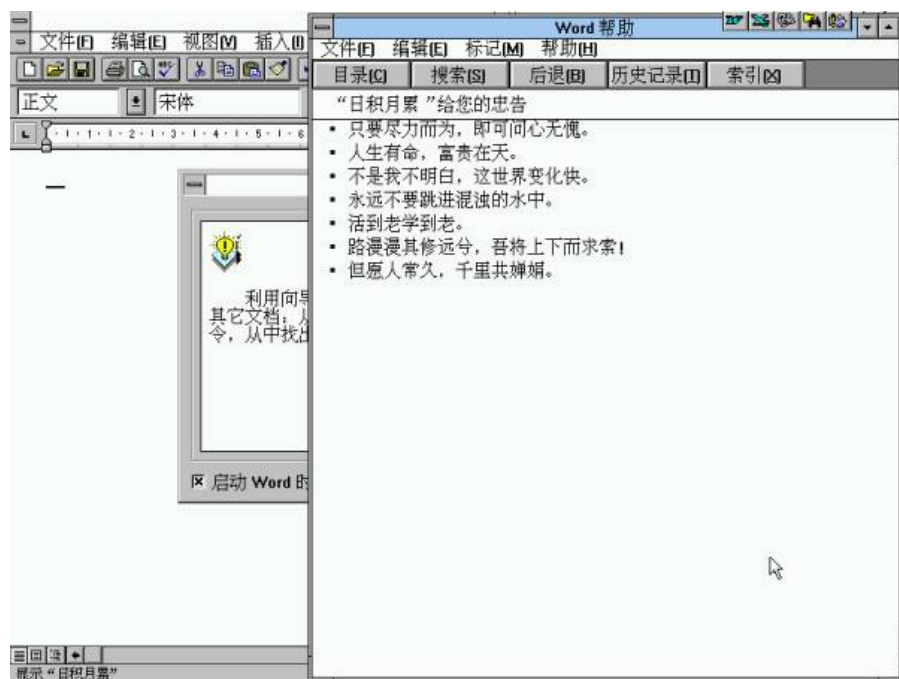 Word 帮助
文件(F) 编辑(E) 视图(V) 插入(I)
文件(F) 编辑(E) 标记(M) 帮助(H)
目录(C) 搜索(S) 后退(B) 历史记录(T) 索引(X)
正文 宋体
“日积月累”给您的忠告
· 只要尽力而为，即可问心无愧。
· 人生有命，富贵在天。
· 不是我不明白，这世界变化快。
· 永远不要跳进混浊的水中。
· 活到老学到老。
· 路漫漫其修远兮，吾将上下而求索!
· 但愿人常久，千里共婵娟。
1 2 3 4 5 6
利用向导
其它文档：
令，从中找出
启动 Word 时
显示“日积月累”